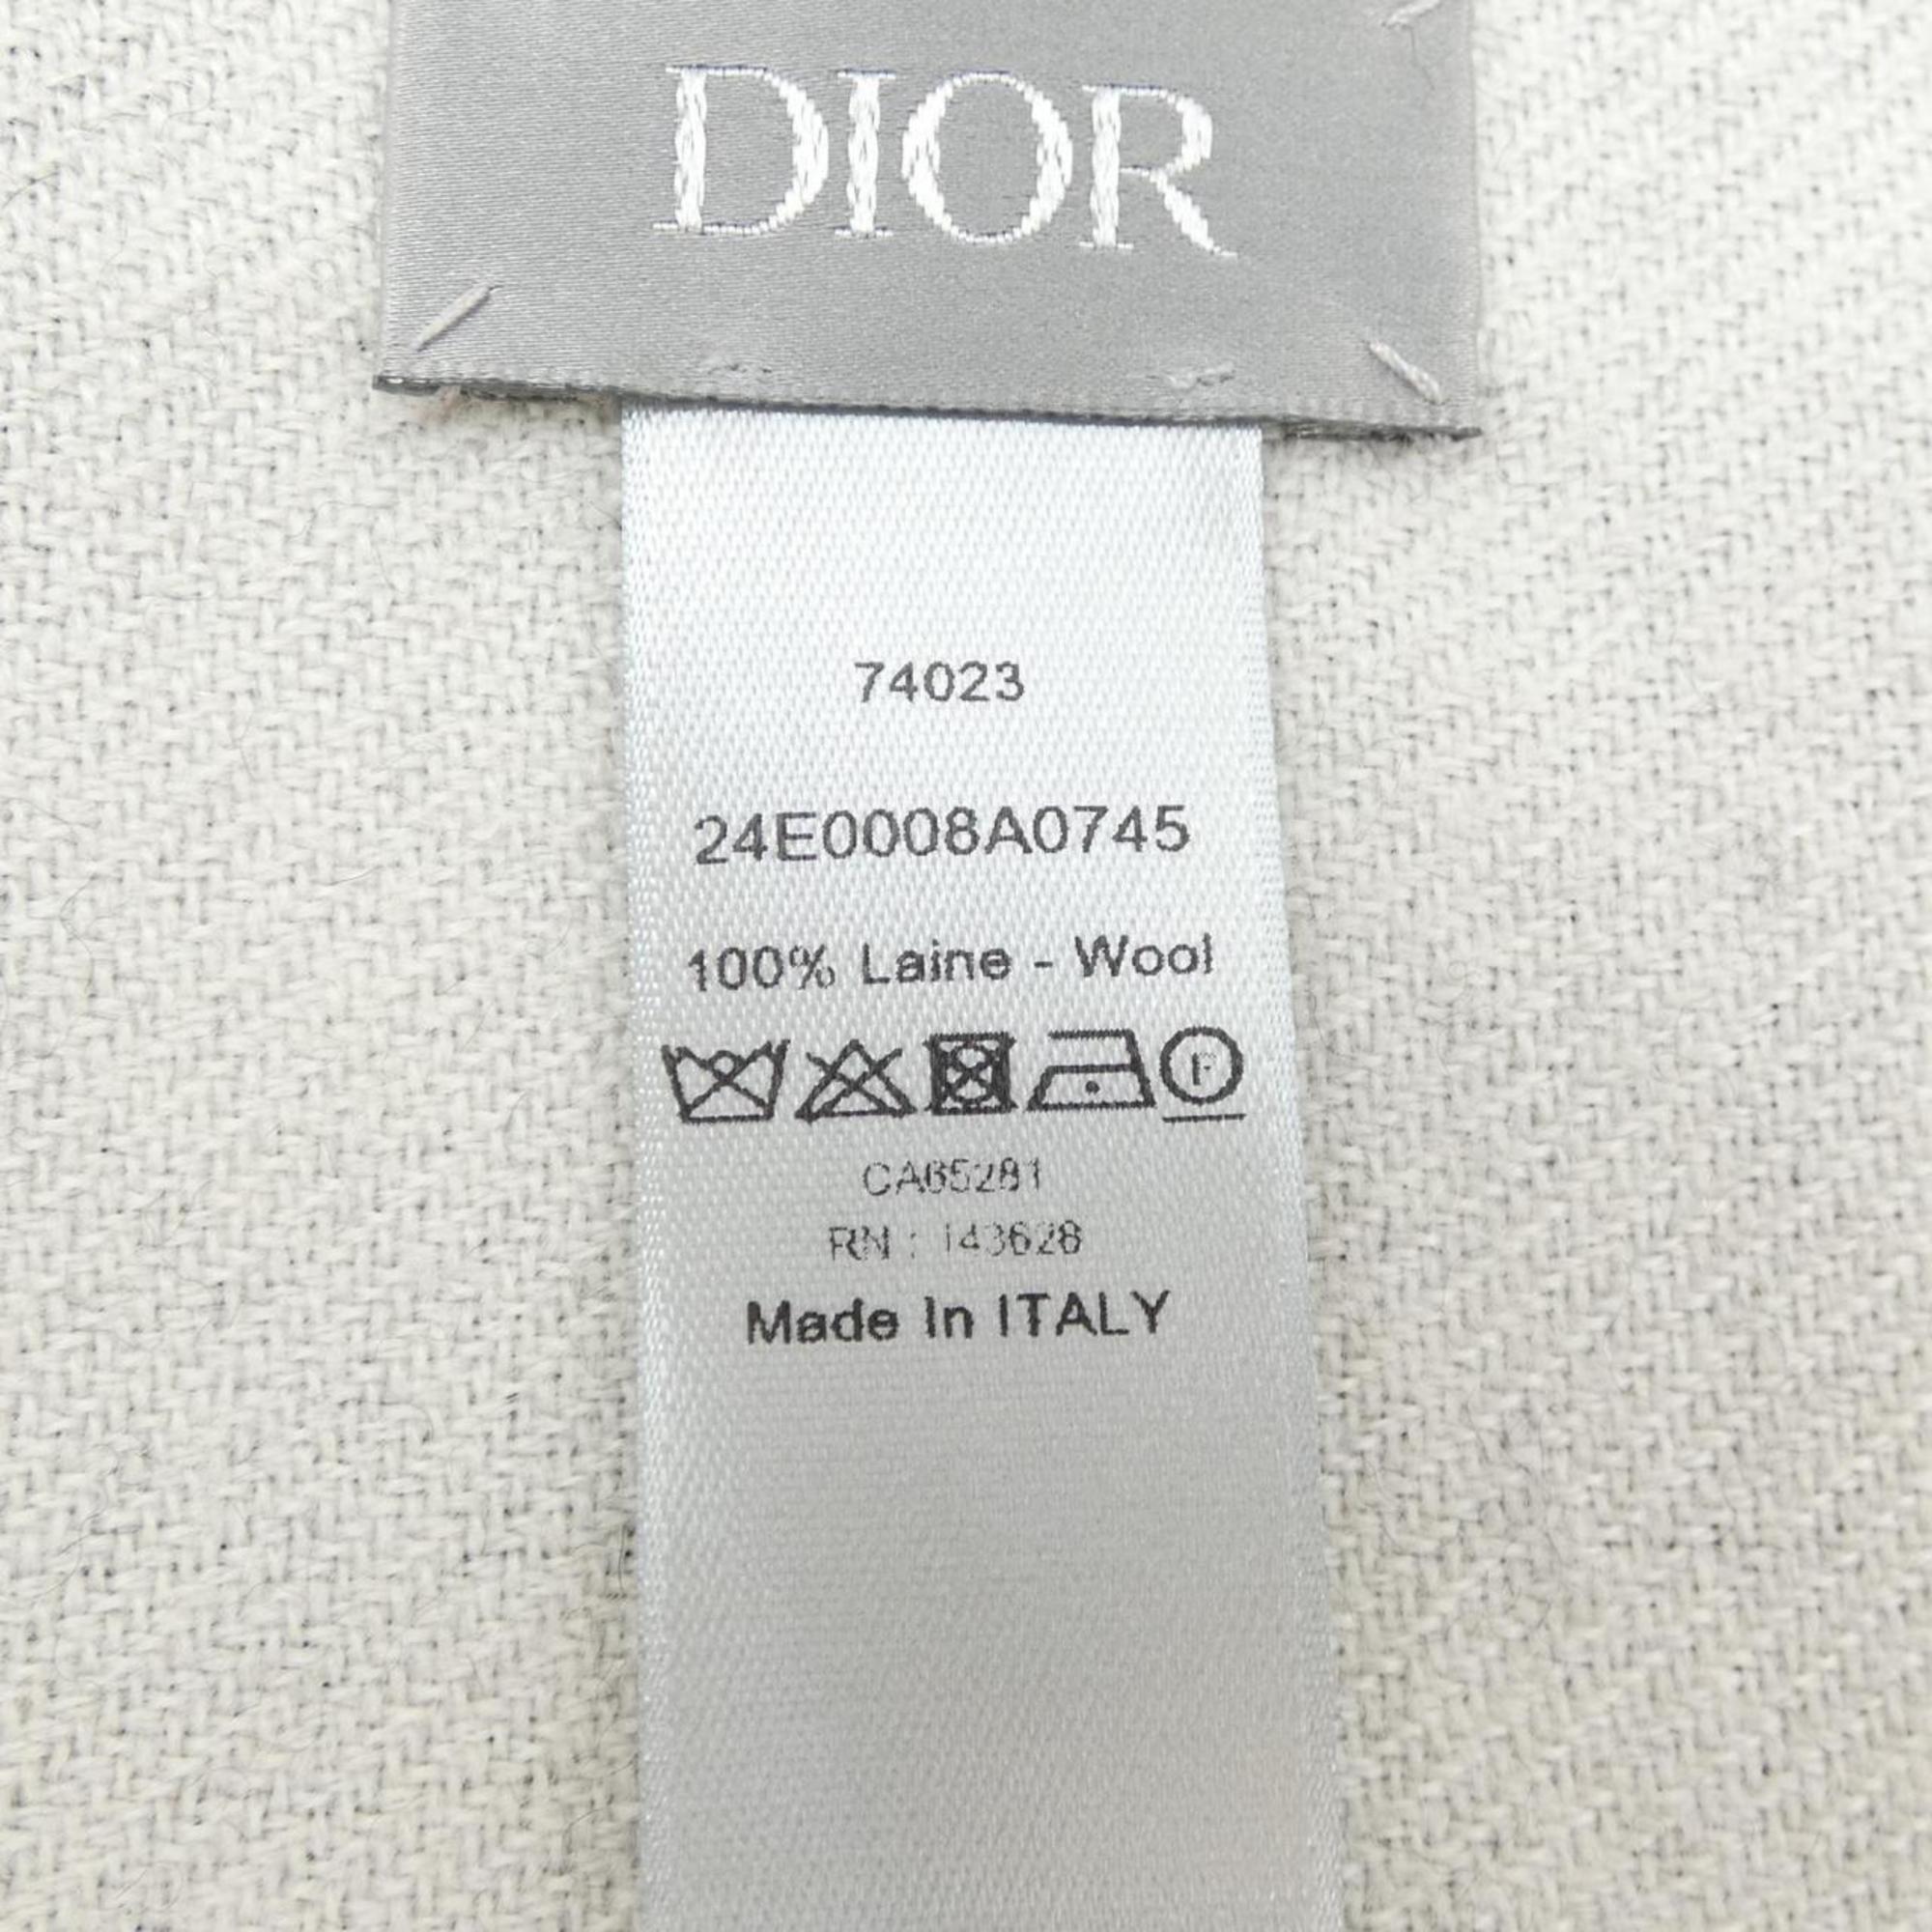 DIOR
74023
24E0008A0745
100% Laine - Wool
F
CA65281
RN : 143628
Made In ITALY